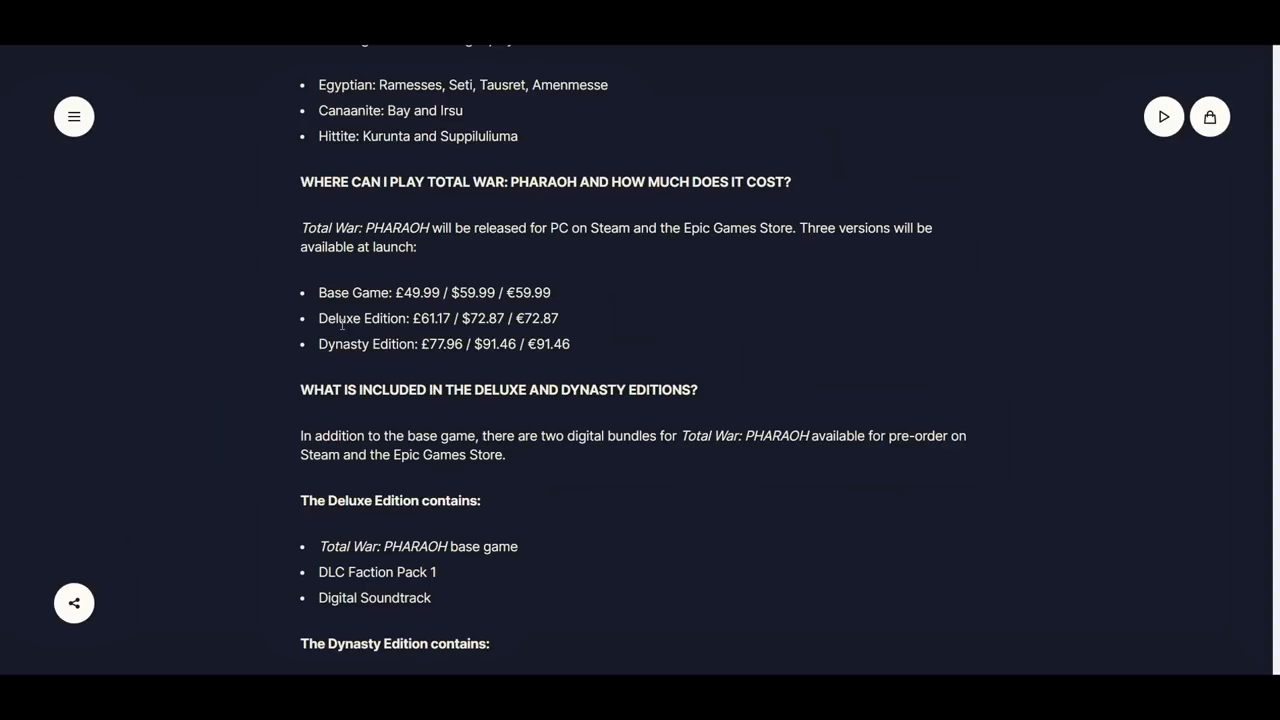 Egyptian: Ramesses, Seti, Tausret, Amenmesse
Canaanite: Bay and Irsu
Hittite: Kurunta and Suppiluliuma
WHERE CAN I PLAY TOTAL WAR: PHARAOH AND HOW MUCH DOES IT COST?
Total War: PHARAOH will be released for PC on Steam and the Epic Games Store. Three versions will be
available at launch:
Base Game: £49.99 / $59.99 / €59.99
Deluxe Edition: £61.17 / $72.87 / €72.87
Dynasty Edition: £77.96 / $91.46 / €91.46
WHAT IS INCLUDED IN THE DELUXE AND DYNASTY EDITIONS?
In addition to the base game, there are two digital bundles for Total War: PHARAOH available for pre-order on
Steam and the Epic Games Store.
The Deluxe Edition contains:
Total War: PHARAOH base game
DLC Faction Pack 1
Digital Soundtrack
The Dynasty Edition contains: